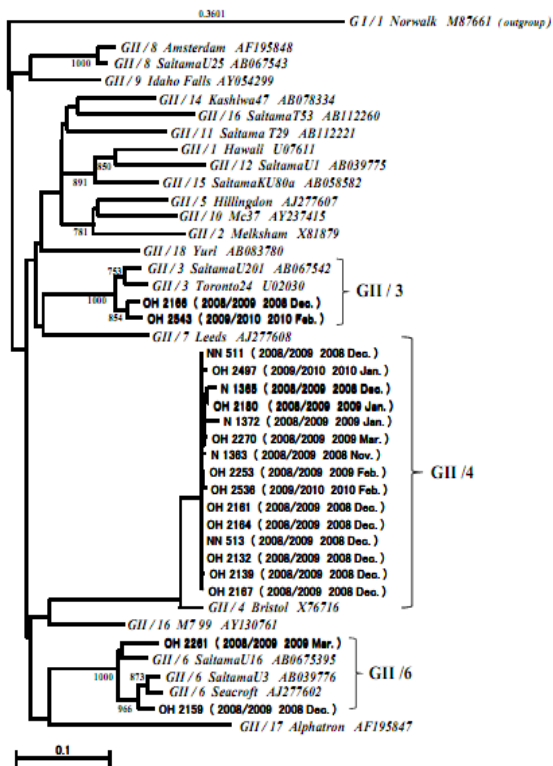 0.3601
G I / 1 Norwalk M87661 (outgroup)
GII / 8 Amsterdam AF195848
1000
GII / 8 SaitamaU25 AB067543
GII / 9 Idaho Falls AY054299
GII / 14 Kashiwa47 AB078334
GII / 16 SaitamaT53 AB112260
GII / 11 Saitama T29 AB112221
GII / 1 Hawaii U07611
850
GII / 12 SaitamaU1 AB039775
891
GII / 15 SaitamaKU80a AB058582
GII / 5 Hillingdon AJ277607
GII / 10 Mc37 AY237415
781
GII / 2 Melksham X81879
GII / 18 Yuri AB083780
753
GII / 3 SaitamaU201 AB067542
GII / 3 Toronto24 U02030
GII / 3
1000
OH 2166 ( 2008/2009 2008 Dec. )
854
OH 2543 ( 2009/2010 2010 Feb. )
GII / 7 Leeds AJ277608
NN 511 ( 2008/2009 2008 Dec. )
OH 2497 ( 2009/2010 2010 Jan. )
N 1365 ( 2008/2009 2008 Dec. )
OH 2180 ( 2008/2009 2009 Jan. )
N 1372 ( 2008/2009 2009 Jan. )
OH 2270 ( 2008/2009 2009 Mar. )
N 1363 ( 2008/2009 2008 Nov. )
GII /4
OH 2253 ( 2008/2009 2009 Feb. )
OH 2536 ( 2009/2010 2010 Feb. )
OH 2161 ( 2008/2009 2008 Dec. )
OH 2164 ( 2008/2009 2008 Dec. )
NN 513 ( 2008/2009 2008 Dec. )
OH 2132 ( 2008/2009 2008 Dec. )
OH 2139 ( 2008/2009 2008 Dec. )
OH 2167 ( 2008/2009 2008 Dec. )
GII / 4 Bristol X76716
GII / 16 M7 99 AY130761
OH 2261 ( 2008/2009 2009 Mar. )
GII / 6 SaitamaU16 AB0675395
1000
873
GII / 6 SaitamaU3 AB039776
GII /6
GII / 6 Seacroft AJ277602
966
OH 2159 ( 2008/2009 2008 Dec. )
GII / 17 Alphatron AF195847
0.1